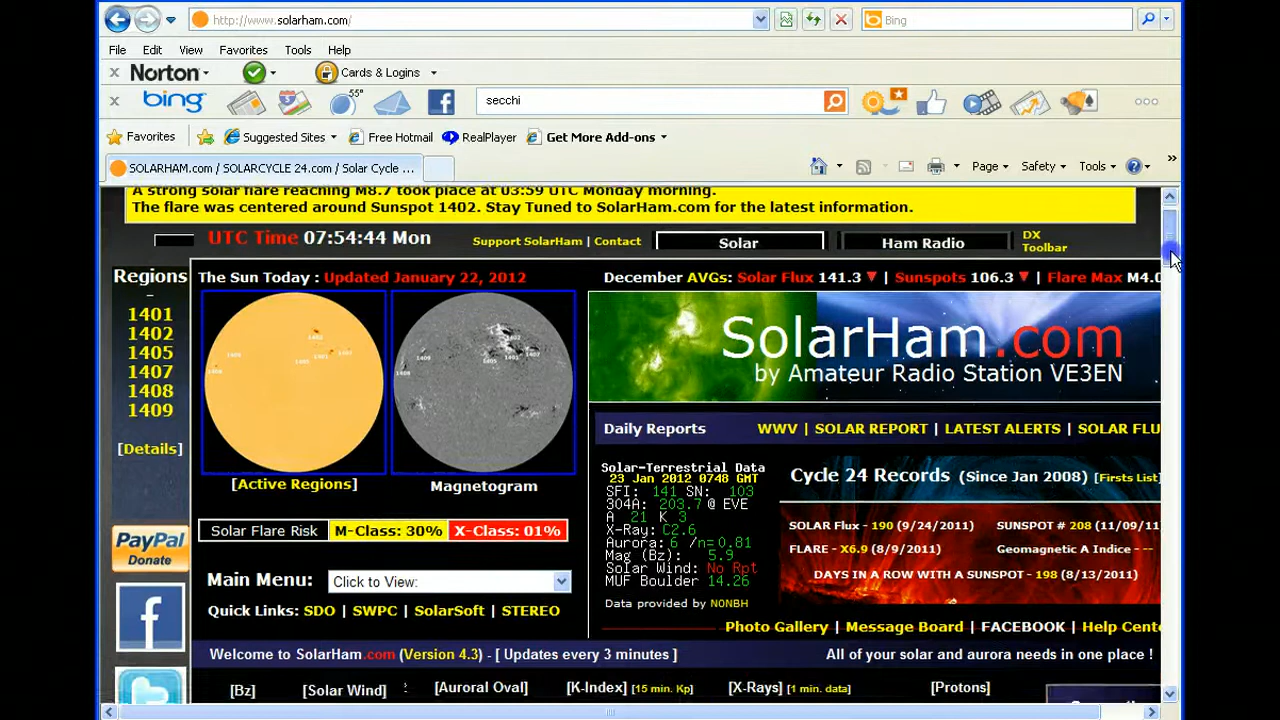 http://www.solarham.com/
Bing
File Edit View Favorites Tools Help
Norton
Cards & Logins
bing
55°
secchi
Favorites
Suggested Sites
Free Hotmail
RealPlayer
Get More Add-ons
SOLARHAM.com / SOLARCYCLE 24.com / Solar Cycle ...
Page
Safety
Tools
A strong solar flare reaching M8.7 took place at 03:59 UTC Monday morning.
The flare was centered around Sunspot 1402. Stay Tuned to SolarHam.com for the latest information.
UTC Time 07:54:44 Mon
Support SolarHam | Contact
Solar
Ham Radio
DX
Toolbar
Regions
1401
1402
1405
1407
1408
1409
[Details]
PayPal
Donate
The Sun Today : Updated January 22, 2012
[Active Regions]
Magnetogram
Solar Flare Risk
M-Class: 30%
X-Class: 01%
Main Menu:
Click to View:
Quick Links: SDO | SWPC | SolarSoft | STEREO
December AVGs: Solar Flux 141.3 | Sunspots 106.3 | Flare Max M4.0
SolarHam.com
by Amateur Radio Station VE3EN
Daily Reports
WWV | SOLAR REPORT | LATEST ALERTS | SOLAR FLU
Solar-Terrestrial Data
23 Jan 2012 0748 GMT
SFI: 141 SN: 103
304A: 203.7 @ EVE
A 21 K 3
X-Ray: C2.6
Aurora: 6 /n=0.81
Mag (Bz): 5.9
Solar Wind: No Rpt
MUF Boulder 14.26
Data provided by N0NBH
Cycle 24 Records (Since Jan 2008) [Firsts List]
SOLAR Flux - 190 (9/24/2011)
SUNSPOT # 208 (11/09/11
FLARE - X6.9 (8/9/2011)
Geomagnetic A Indice - --
DAYS IN A ROW WITH A SUNSPOT - 198 (8/13/2011)
Photo Gallery | Message Board | FACEBOOK | Help Cente
Welcome to SolarHam.com (Version 4.3) - [ Updates every 3 minutes ]
All of your solar and aurora needs in one place !
[Bz]
[Solar Wind]
[Auroral Oval]
[K-Index] [15 min. Kp]
[X-Rays] [1 min. data]
[Protons]